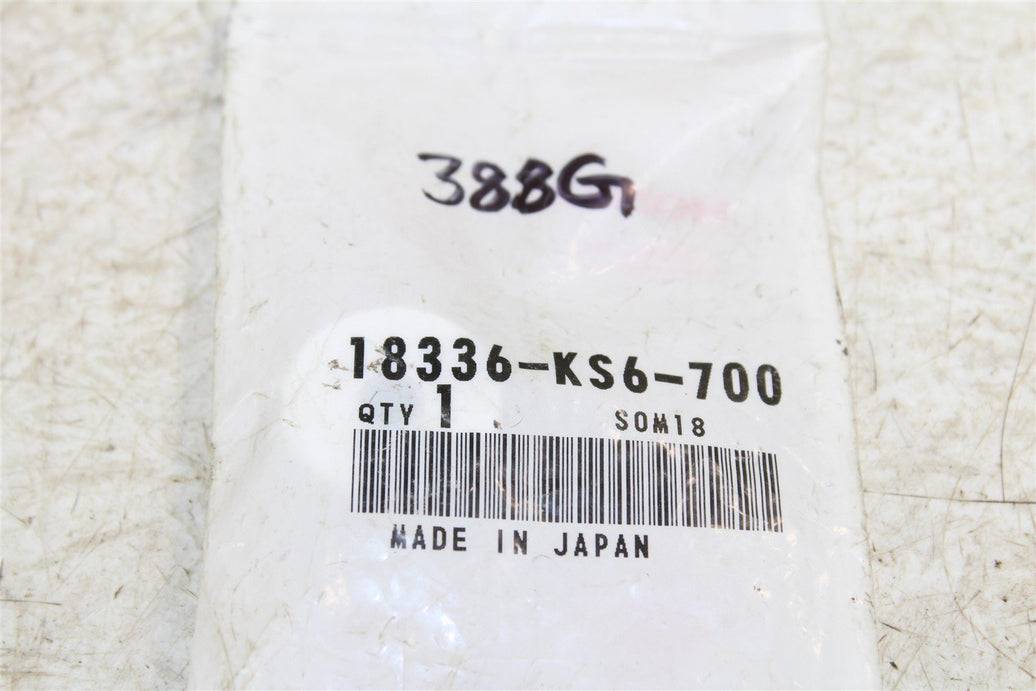 388G
18336-KS6-700
QTY 1 SOM18
MADE IN JAPAN